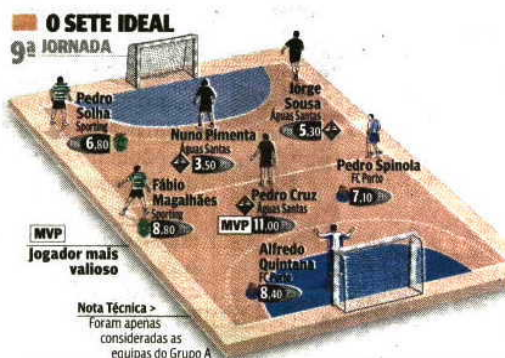 O SETE IDEAL
9ª JORNADA
Pedro
Solha
Sporting
6,80
Nuno Pimenta
Águas Santas
3,50
Jorge
Sousa
Águas Santas
5,30
Pedro Spinola
FC Porto
7,10
Fábio
Magalhães
Sporting
8,80
Pedro Cruz
Águas Santas
MVP 11,00
Alfredo
Quintana
FC Porto
8,40
MVP
Jogador mais
valioso
Nota Técnica >
Foram apenas
consideradas as
equipas do Grupo A